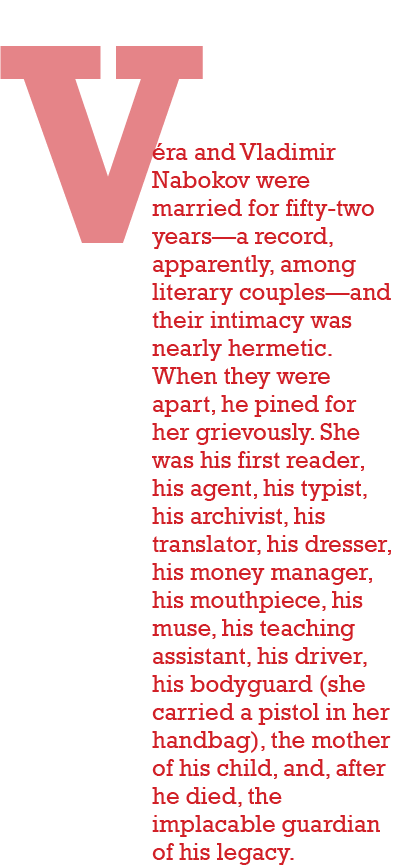 Véra and Vladimir
Nabokov were
married for fifty-two
years—a record,
apparently, among
literary couples—and
their intimacy was
nearly hermetic.
When they were
apart, he pined for
her grievously. She
was his first reader,
his agent, his typist,
his archivist, his
translator, his dresser,
his money manager,
his mouthpiece, his
muse, his teaching
assistant, his driver,
his bodyguard (she
carried a pistol in her
handbag), the mother
of his child, and, after
he died, the
implacable guardian
of his legacy.